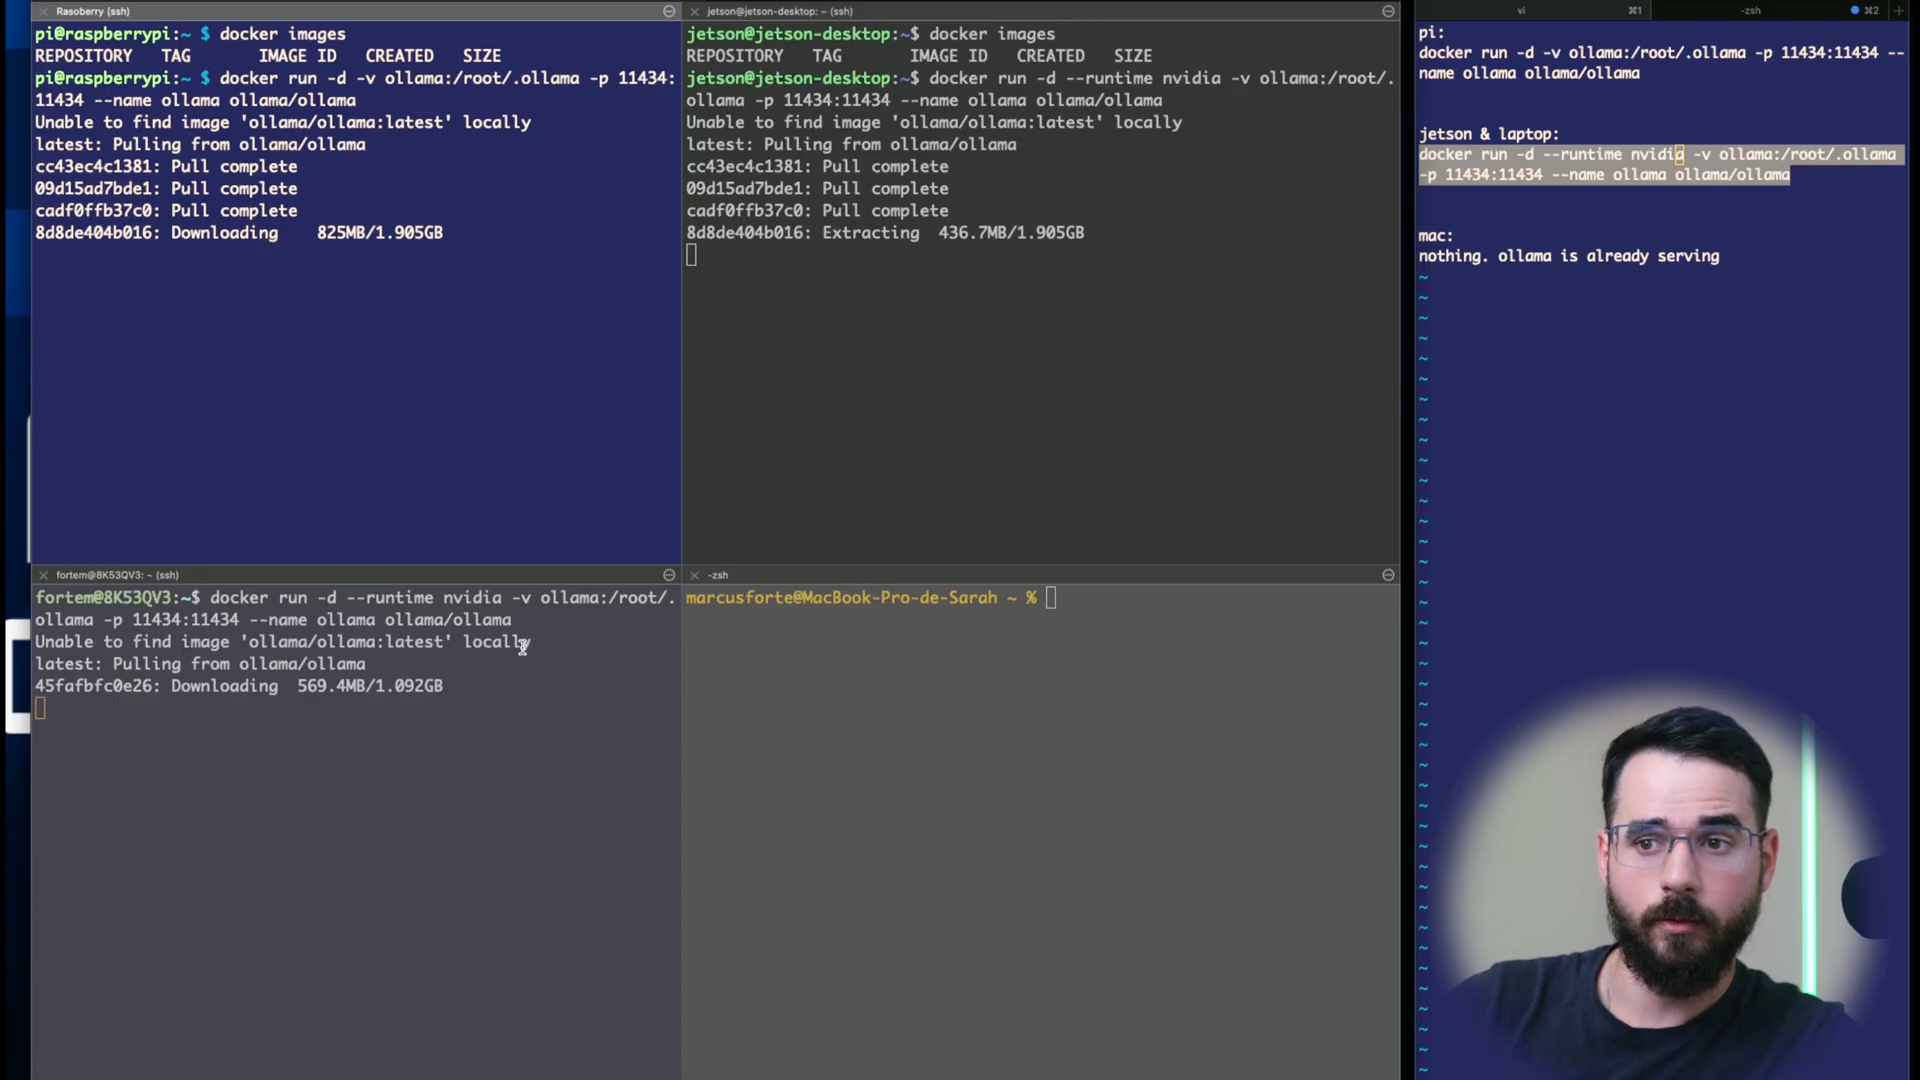 Rasoberry (ssh)
pi@raspberrypi:~ $ docker images
REPOSITORY TAG IMAGE ID CREATED SIZE
pi@raspberrypi:~ $ docker run -d -v ollama:/root/.ollama -p 11434:
11434 --name ollama ollama/ollama
Unable to find image 'ollama/ollama:latest' locally
latest: Pulling from ollama/ollama
cc43ec4c1381: Pull complete
09d15ad7bde1: Pull complete
cadf0ffb37c0: Pull complete
8d8de404b016: Downloading 825MB/1.905GB
jetson@jetson-desktop: ~ (ssh)
jetson@jetson-desktop:~$ docker images
REPOSITORY TAG IMAGE ID CREATED SIZE
jetson@jetson-desktop:~$ docker run -d --runtime nvidia -v ollama:/root/.
ollama -p 11434:11434 --name ollama ollama/ollama
Unable to find image 'ollama/ollama:latest' locally
latest: Pulling from ollama/ollama
cc43ec4c1381: Pull complete
09d15ad7bde1: Pull complete
cadf0ffb37c0: Pull complete
8d8de404b016: Extracting 436.7MB/1.905GB
fortem@8K53QV3: ~ (ssh)
fortem@8K53QV3:~$ docker run -d --runtime nvidia -v ollama:/root/.
ollama -p 11434:11434 --name ollama ollama/ollama
Unable to find image 'ollama/ollama:latest' locally
latest: Pulling from ollama/ollama
45fafbfc0e26: Downloading 569.4MB/1.092GB
-zsh
marcusforte@MacBook-Pro-de-Sarah ~ %
vi ⌘1 -zsh ⌘2
pi:
docker run -d -v ollama:/root/.ollama -p 11434:11434 --
name ollama ollama/ollama
jetson & laptop:
docker run -d --runtime nvidia -v ollama:/root/.ollama
-p 11434:11434 --name ollama ollama/ollama
mac:
nothing. ollama is already serving